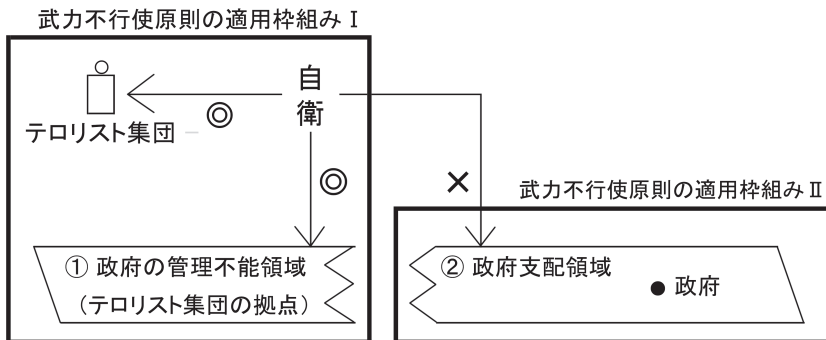 武力不行使原則の適用枠組みⅠ
自衛
◎
テロリスト集団
◎
×
武力不行使原則の適用枠組みⅡ
① 政府の管理不能領域
（テロリスト集団の拠点）
② 政府支配領域
●政府